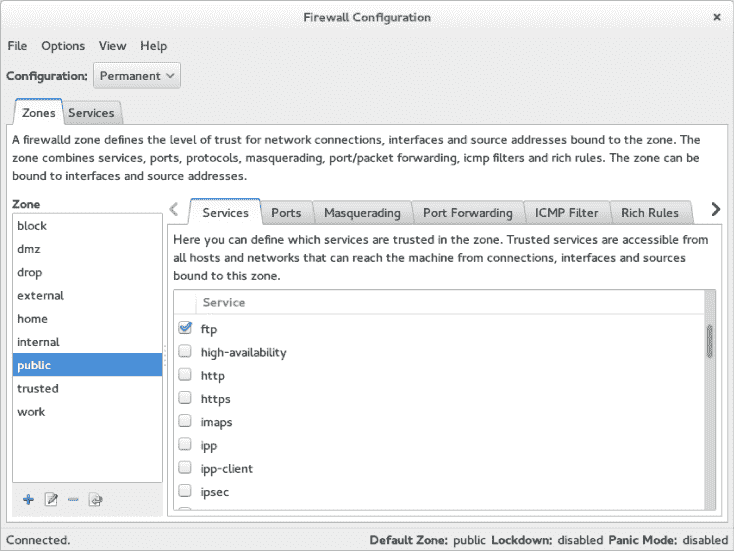 Firewall Configuration
File Options View Help
Configuration: Permanent
Zones Services
A firewalld zone defines the level of trust for network connections, interfaces and source addresses bound to the zone. The
zone combines services, ports, protocols, masquerading, port/packet forwarding, icmp filters and rich rules. The zone can be
bound to interfaces and source addresses.
Zone
block
dmz
drop
external
home
internal
public
trusted
work
Services Ports Masquerading Port Forwarding ICMP Filter Rich Rules
Here you can define which services are trusted in the zone. Trusted services are accessible from
all hosts and networks that can reach the machine from connections, interfaces and sources
bound to this zone.
Service
ftp
high-availability
http
https
imaps
ipp
ipp-client
ipsec
Connected.
Default Zone: public Lockdown: disabled Panic Mode: disabled